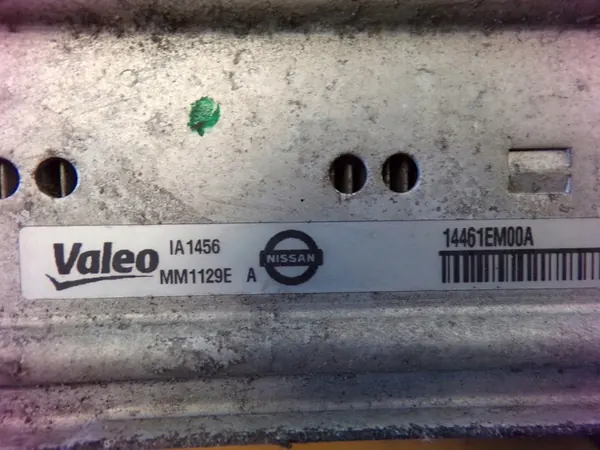 Valeo
IA1456
MM1129E A
NISSAN
14461EM00A